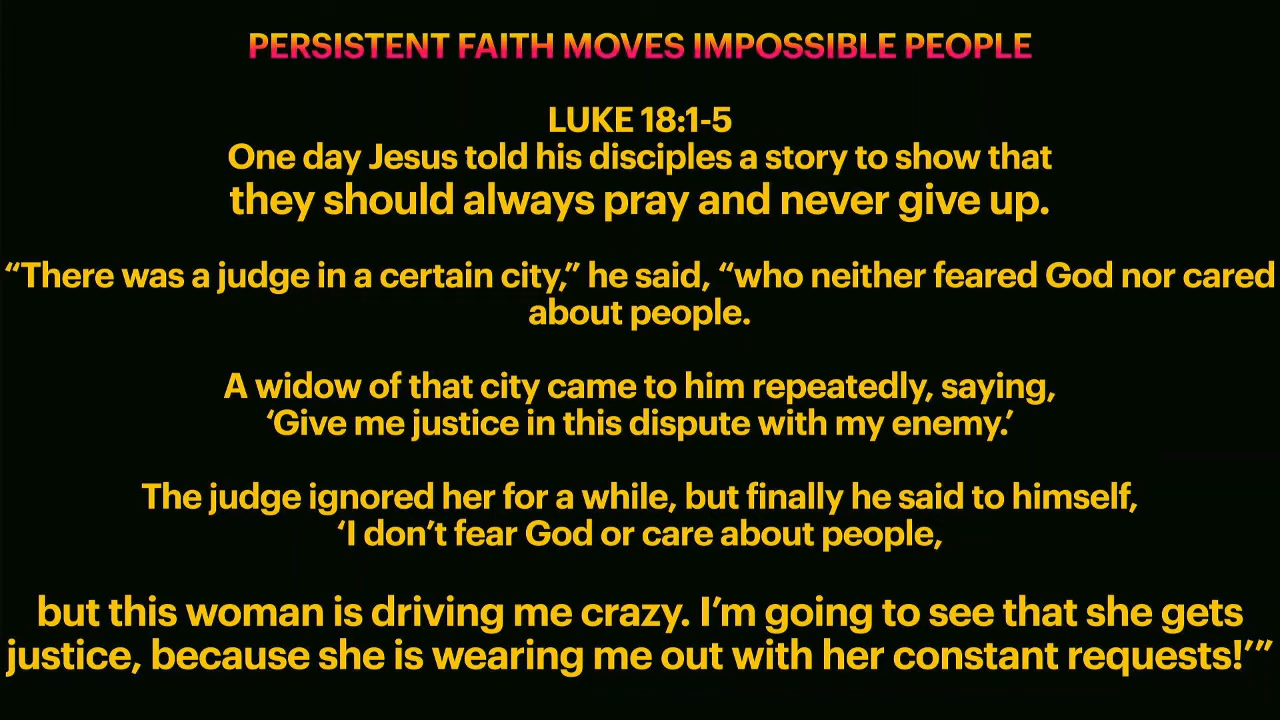 PERSISTENT FAITH MOVES IMPOSSIBLE PEOPLE
LUKE 18:1-5
One day Jesus told his disciples a story to show that
they should always pray and never give up.
“There was a judge in a certain city,” he said, “who neither feared God nor cared
about people.
A widow of that city came to him repeatedly, saying,
‘Give me justice in this dispute with my enemy.’
The judge ignored her for a while, but finally he said to himself,
‘I don’t fear God or care about people,
but this woman is driving me crazy. I’m going to see that she gets
justice, because she is wearing me out with her constant requests!’”